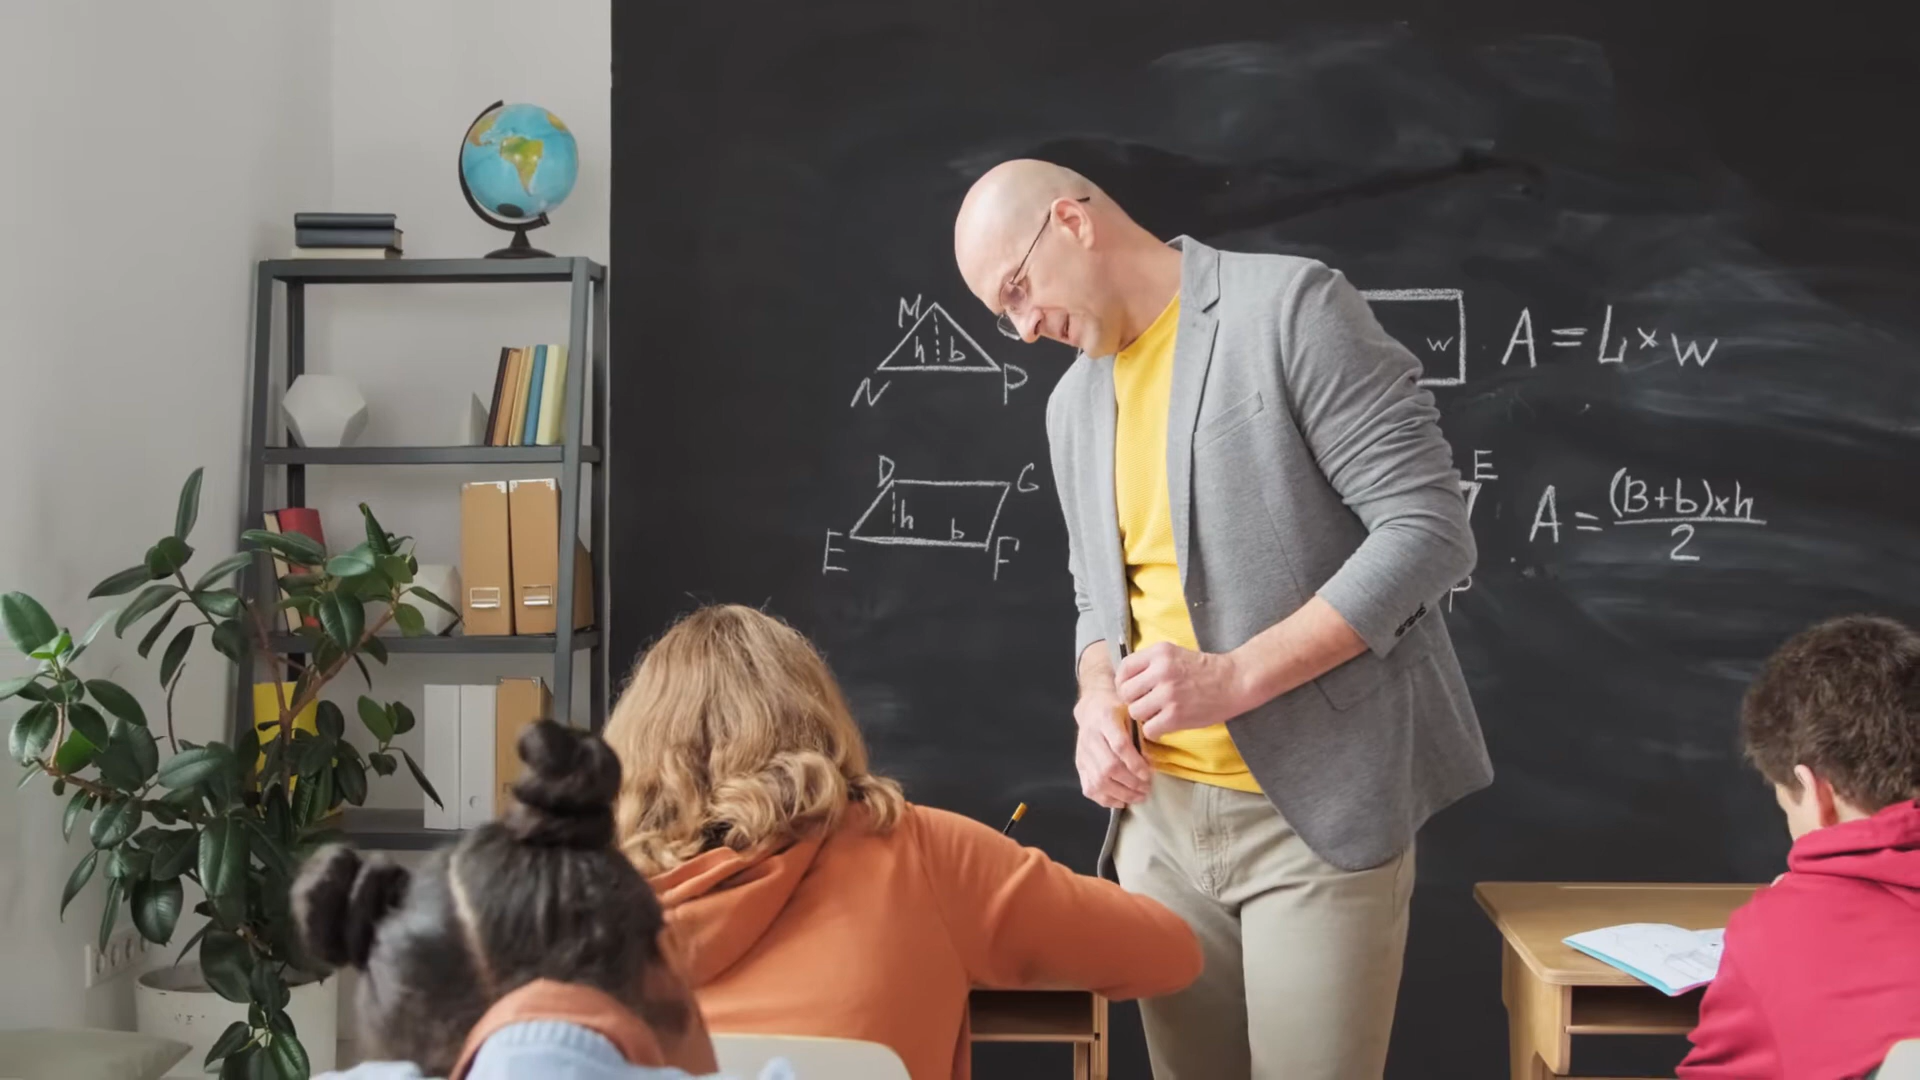 M
h b
N P
w
A = L × w
D G
h b
E F
E
A = (B+b)×h
2
P